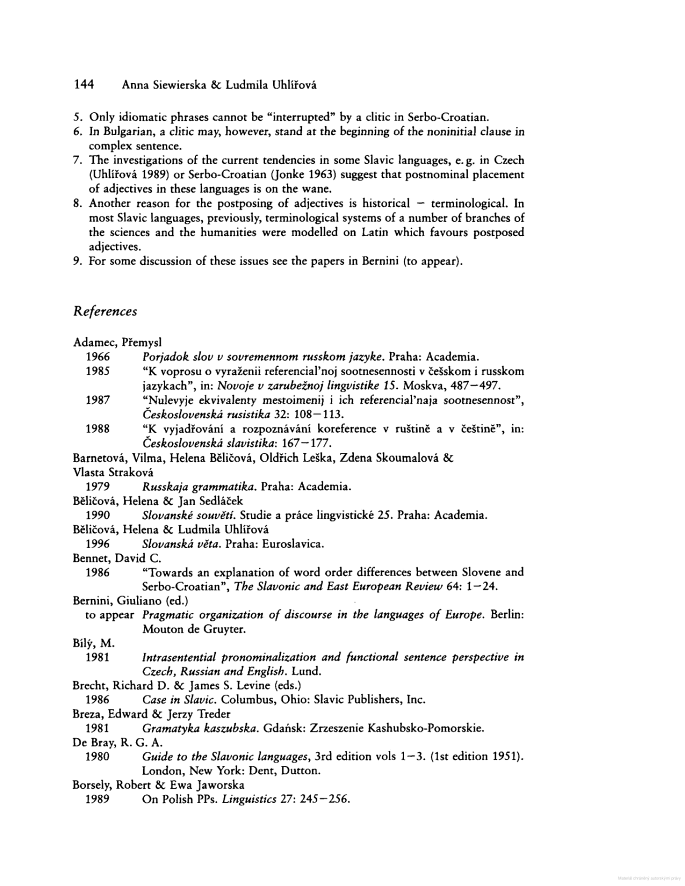 144 Anna Siewierska & Ludmila Uhlířová
5. Only idiomatic phrases cannot be “interrupted” by a clitic in Serbo-Croatian.
6. In Bulgarian, a clitic may, however, stand at the beginning of the noninitial clause in
complex sentence.
7. The investigations of the current tendencies in some Slavic languages, e. g. in Czech
(Uhlířová 1989) or Serbo-Croatian (Jonke 1963) suggest that postnominal placement
of adjectives in these languages is on the wane.
8. Another reason for the postposing of adjectives is historical – terminological. In
most Slavic languages, previously, terminological systems of a number of branches of
the sciences and the humanities were modelled on Latin which favours postposed
adjectives.
9. For some discussion of these issues see the papers in Bernini (to appear).
References
Adamec, Přemysl
1966 Porjadok slov v sovremennom russkom jazyke. Praha: Academia.
1985 “K voprosu o vyraženii referencial’noj sootnesennosti v češskom i russkom
jazykach”, in: Novoje v zarubežnoj lingvistike 15. Moskva, 487–497.
1987 “Nulevyje ekvivalenty mestoimenij i ich referencial’naja sootnesennost”,
Československá rusistika 32: 108–113.
1988 “K vyjadřování a rozpoznávání koreference v ruštině a v češtině”, in:
Československá slavistika: 167–177.
Barnetová, Vilma, Helena Běličová, Oldřich Leška, Zdena Skoumalová &
Vlasta Straková
1979 Russkaja grammatika. Praha: Academia.
Běličová, Helena & Jan Sedláček
1990 Slovanské souvětí. Studie a práce lingvistické 25. Praha: Academia.
Běličová, Helena & Ludmila Uhlířová
1996 Slovanská věta. Praha: Euroslavica.
Bennet, David C.
1986 “Towards an explanation of word order differences between Slovene and
Serbo-Croatian”, The Slavonic and East European Review 64: 1–24.
Bernini, Giuliano (ed.)
to appear Pragmatic organization of discourse in the languages of Europe. Berlin:
Mouton de Gruyter.
Bílý, M.
1981 Intrasentential pronominalization and functional sentence perspective in
Czech, Russian and English. Lund.
Brecht, Richard D. & James S. Levine (eds.)
1986 Case in Slavic. Columbus, Ohio: Slavic Publishers, Inc.
Breza, Edward & Jerzy Treder
1981 Gramatyka kaszubska. Gdańsk: Zrzeszenie Kashubsko-Pomorskie.
De Bray, R. G. A.
1980 Guide to the Slavonic languages, 3rd edition vols 1–3. (1st edition 1951).
London, New York: Dent, Dutton.
Borsely, Robert & Ewa Jaworska
1989 On Polish PPs. Linguistics 27: 245–256.